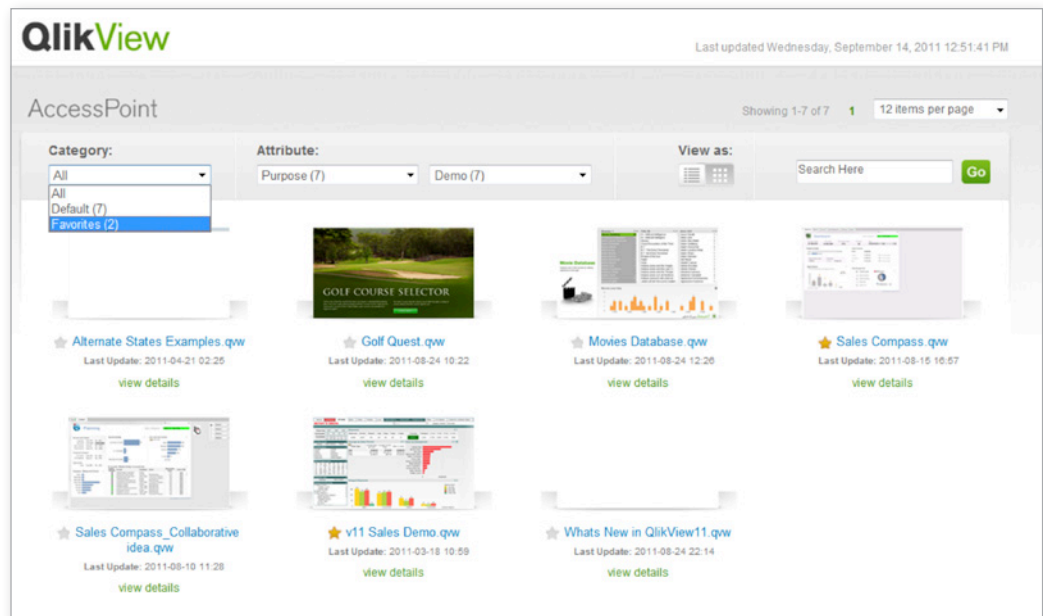 QlikView
Last updated Wednesday, September 14, 2011 12:51:41 PM
AccessPoint
Showing 1-7 of 7 1 12 items per page
Category: Attribute: View as:
All Purpose (7) Demo (7) Search Here Go
All
Default (7)
Favorites (2)
GOLF COURSE SELECTOR
Movie Database
Alternate States Examples.qvw Golf Quest.qvw Movies Database.qvw Sales Compass.qvw
Last Update: 2011-04-21 02:25 Last Update: 2011-08-24 10:22 Last Update: 2011-08-24 12:26 Last Update: 2011-08-15 16:57
view details view details view details view details
Sales Compass_Collaborative v11 Sales Demo.qvw Whats New in QlikView11.qvw
idea.qvw Last Update: 2011-03-18 10:59 Last Update: 2011-08-24 22:14
Last Update: 2011-08-10 11:28 view details view details
view details